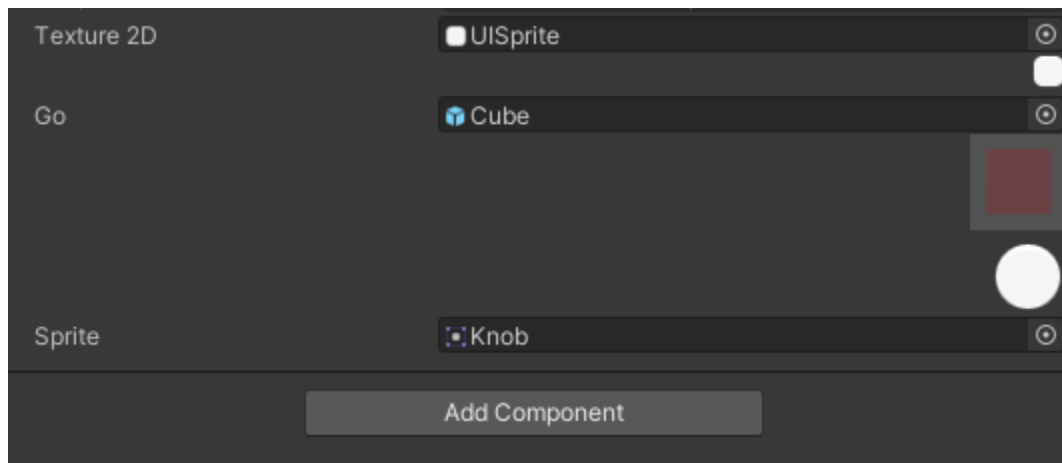 Texture 2D UISprite
Go Cube
Sprite Knob
Add Component